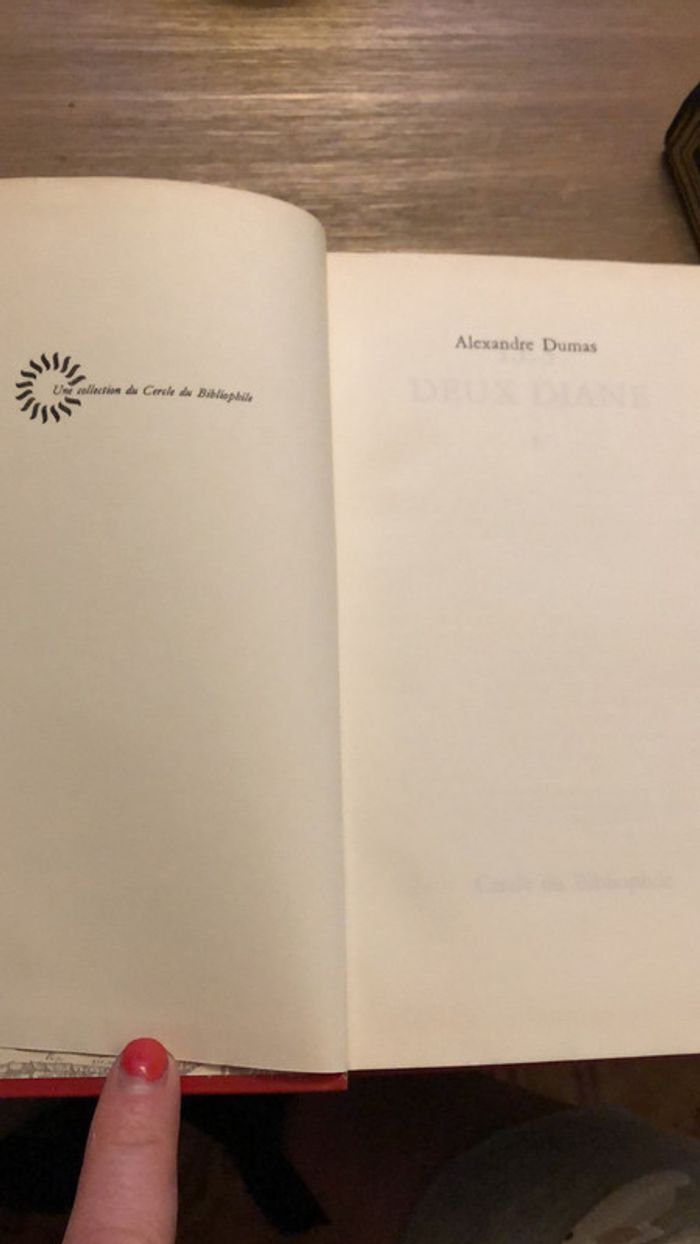 Une collection du Cercle du Bibliophile
Alexandre Dumas
DEUX DIANE
Cercle du Bibliophile